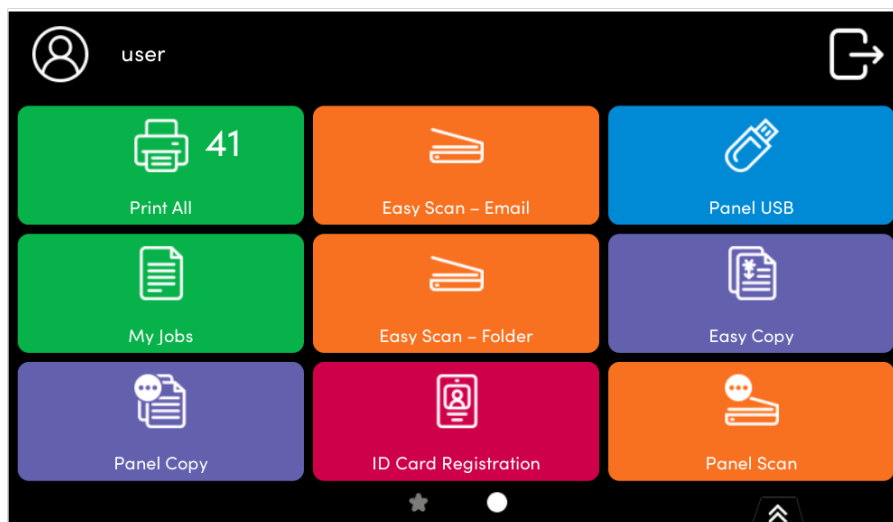 user
41
Print All
Easy Scan – Email
Panel USB
My Jobs
Easy Scan – Folder
Easy Copy
Panel Copy
ID Card Registration
Panel Scan